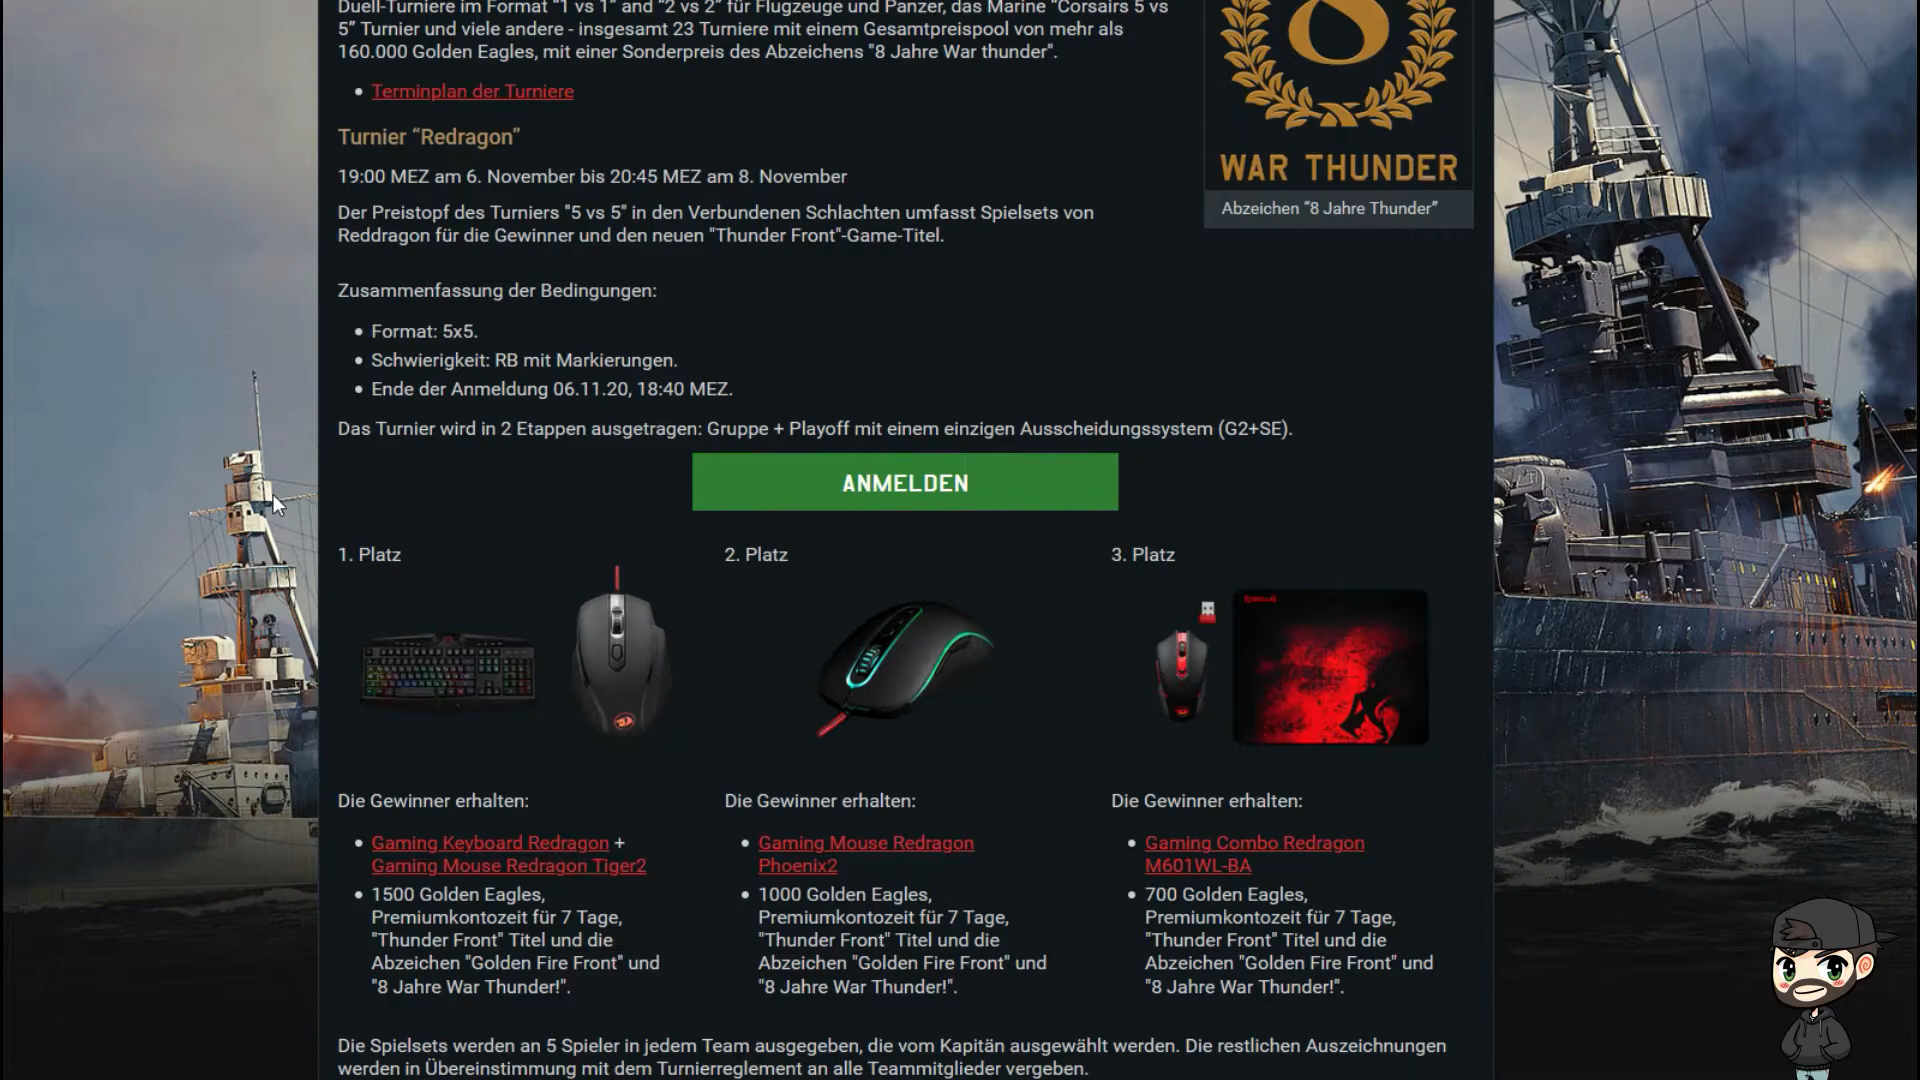 Duell-Turniere im Format “1 vs 1” and “2 vs 2” für Flugzeuge und Panzer, das Marine “Corsairs 5 vs
5” Turnier und viele andere - insgesamt 23 Turniere mit einem Gesamtpreispool von mehr als
160.000 Golden Eagles, mit einer Sonderpreis des Abzeichens "8 Jahre War thunder".
Terminplan der Turniere
8
WAR THUNDER
Abzeichen “8 Jahre Thunder”
Turnier “Redragon”
19:00 MEZ am 6. November bis 20:45 MEZ am 8. November
Der Preistopf des Turniers "5 vs 5" in den Verbundenen Schlachten umfasst Spielsets von
Reddragon für die Gewinner und den neuen "Thunder Front"-Game-Titel.
Zusammenfassung der Bedingungen:
Format: 5x5.
Schwierigkeit: RB mit Markierungen.
Ende der Anmeldung 06.11.20, 18:40 MEZ.
Das Turnier wird in 2 Etappen ausgetragen: Gruppe + Playoff mit einem einzigen Ausscheidungssystem (G2+SE).
ANMELDEN
1. Platz
Die Gewinner erhalten:
Gaming Keyboard Redragon +
Gaming Mouse Redragon Tiger2
1500 Golden Eagles,
Premiumkontozeit für 7 Tage,
"Thunder Front" Titel und die
Abzeichen "Golden Fire Front" und
"8 Jahre War Thunder!".
2. Platz
Die Gewinner erhalten:
Gaming Mouse Redragon
Phoenix2
1000 Golden Eagles,
Premiumkontozeit für 7 Tage,
"Thunder Front" Titel und die
Abzeichen "Golden Fire Front" und
"8 Jahre War Thunder!".
3. Platz
Die Gewinner erhalten:
Gaming Combo Redragon
M601WL-BA
700 Golden Eagles,
Premiumkontozeit für 7 Tage,
"Thunder Front" Titel und die
Abzeichen "Golden Fire Front" und
"8 Jahre War Thunder!".
Die Spielsets werden an 5 Spieler in jedem Team ausgegeben, die vom Kapitän ausgewählt werden. Die restlichen Auszeichnungen
werden in Übereinstimmung mit dem Turnierreglement an alle Teammitglieder vergeben.